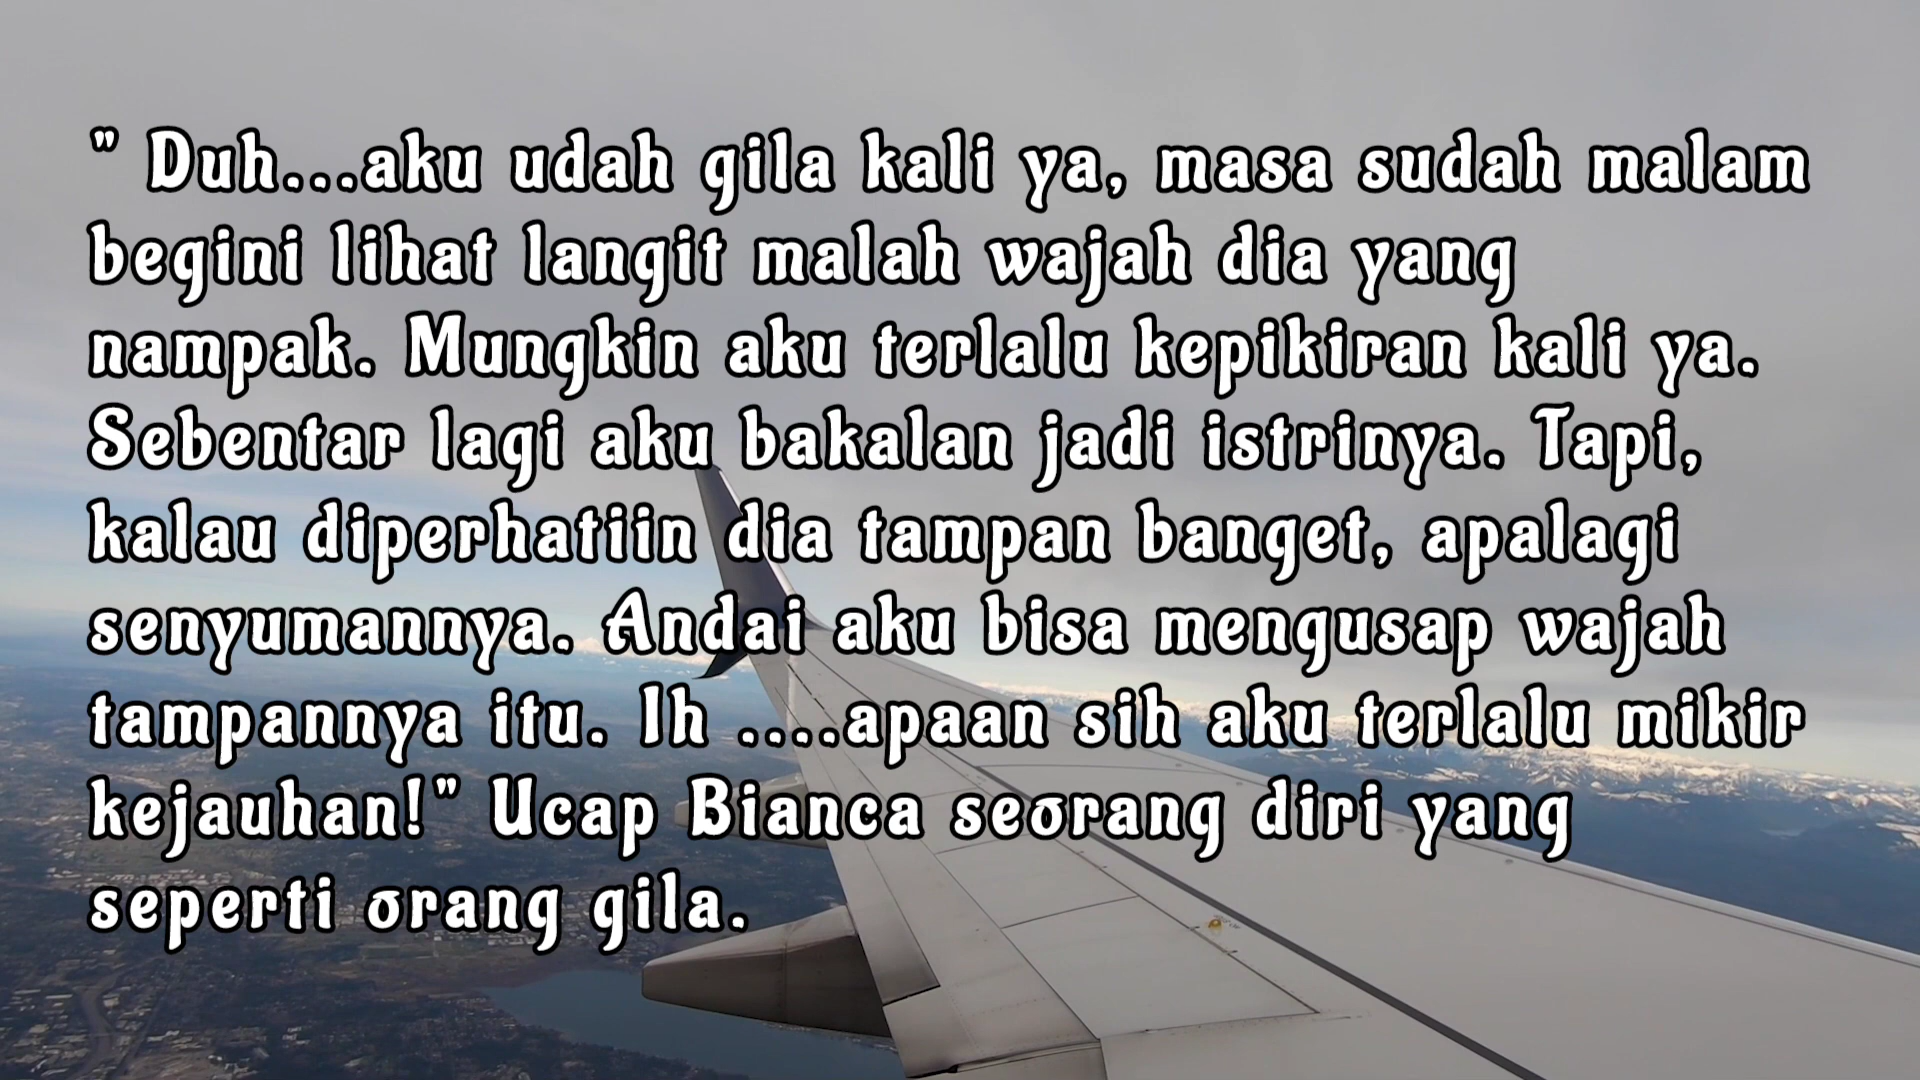 " Duh...aku udah gila kali ya, masa sudah malam
begini lihat langit malah wajah dia yang
nampak. Mungkin aku terlalu kepikiran kali ya.
Sebentar lagi aku bakalan jadi istrinya. Tapi,
kalau diperhatiin dia tampan banget, apalagi
senyumannya. Andai aku bisa mengusap wajah
tampannya itu. Ih ....apaan sih aku terlalu mikir
kejauhan!" Ucap Bianca seorang diri yang
seperti orang gila.